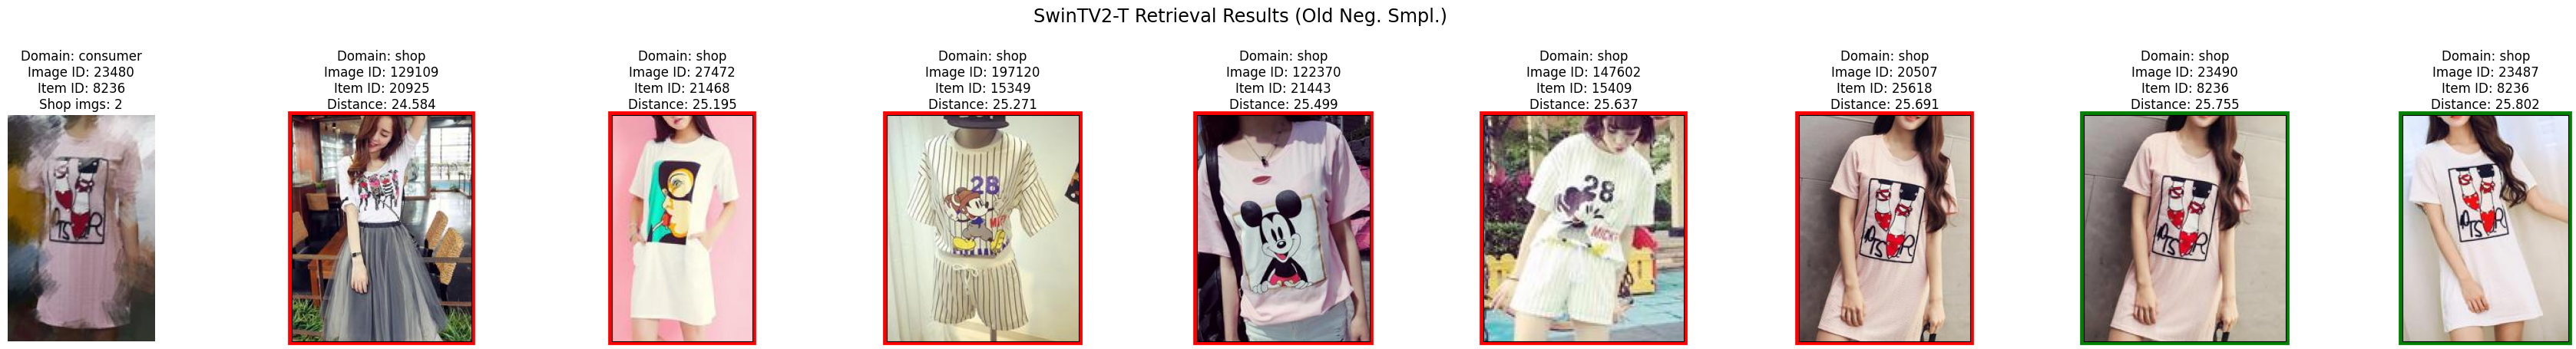 SwinTV2-T Retrieval Results (Old Neg. Smpl.)
Domain: consumer
Image ID: 23480
Item ID: 8236
Shop imgs: 2
Domain: shop
Image ID: 129109
Item ID: 20925
Distance: 24.584
Domain: shop
Image ID: 27472
Item ID: 21468
Distance: 25.195
Domain: shop
Image ID: 197120
Item ID: 15349
Distance: 25.271
Domain: shop
Image ID: 122370
Item ID: 21443
Distance: 25.499
Domain: shop
Image ID: 147602
Item ID: 15409
Distance: 25.637
Domain: shop
Image ID: 20507
Item ID: 25618
Distance: 25.691
Domain: shop
Image ID: 23490
Item ID: 8236
Distance: 25.755
Domain: shop
Image ID: 23487
Item ID: 8236
Distance: 25.802
28
28